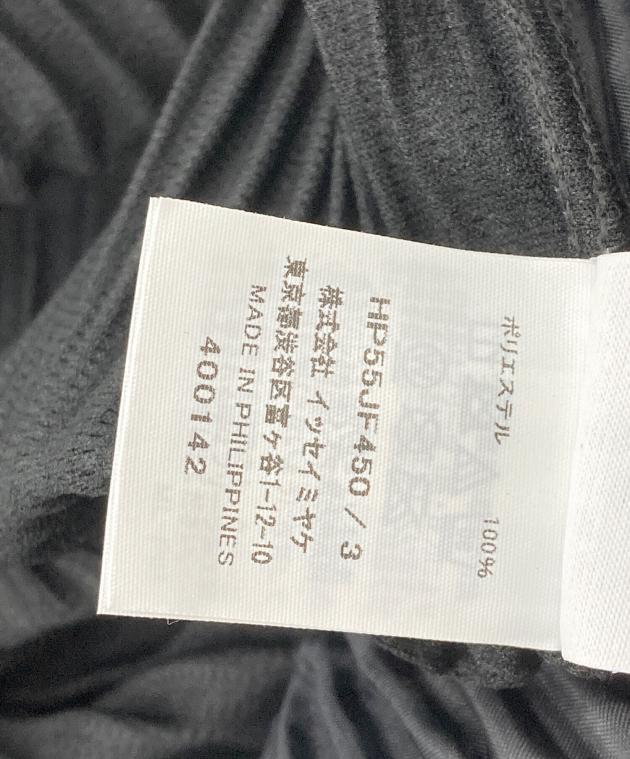 ポリエステル 100%
HP55JF450 / 3
株式会社 イッセイミヤケ
東京都渋谷区富ヶ谷1-12-10
MADE IN PHILIPPINES
400142